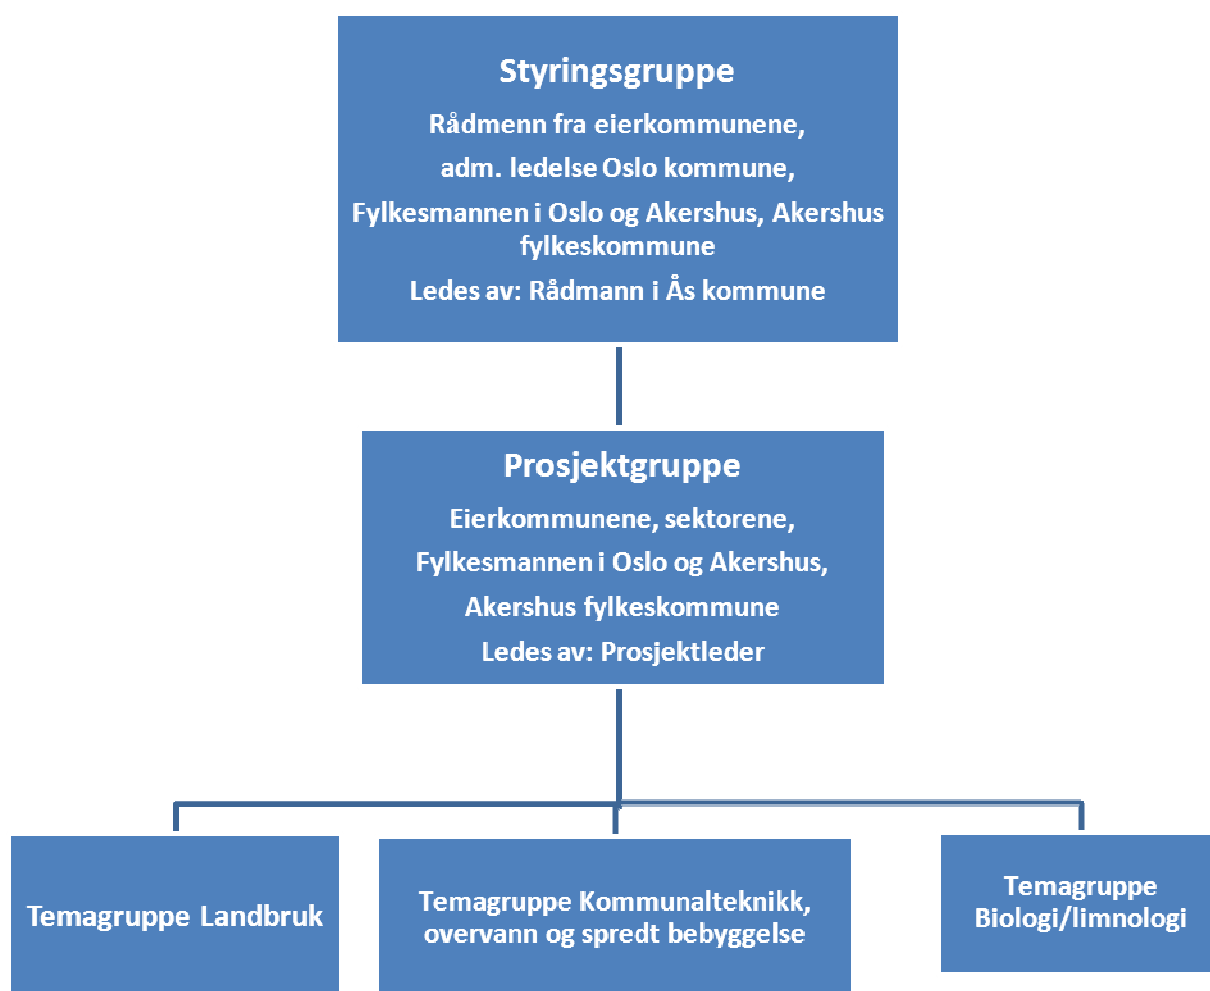 Styringsgruppe
Rådmenn fra eierkommunene,
adm. ledelse Oslo kommune,
Fylkesmannen i Oslo og Akershus, Akershus
fylkeskommune
Ledes av: Rådmann i Ås kommune
Prosjektgruppe
Eierkommunene, sektorene,
Fylkesmannen i Oslo og Akershus,
Akershus fylkeskommune
Ledes av: Prosjektleder
Temagruppe Landbruk
Temagruppe Kommunalteknikk,
overvann og spredt bebyggelse
Temagruppe
Biologi/limnologi